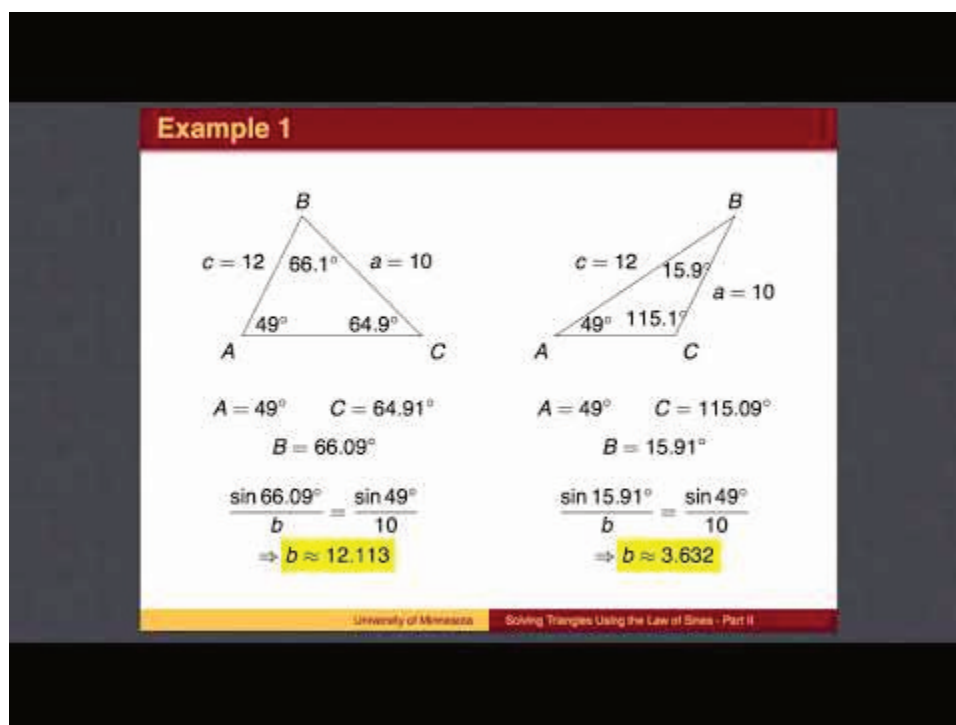 Example 1
B
c = 12
66.1°
a = 10
49°
64.9°
A
C
A = 49° C = 64.91°
B = 66.09°
sin 66.09° / b = sin 49° / 10
⇒ b ≈ 12.113
B
c = 12
15.9°
a = 10
49°
115.1°
A
C
A = 49° C = 115.09°
B = 15.91°
sin 15.91° / b = sin 49° / 10
⇒ b ≈ 3.632
University of Minnesota
Solving Triangles Using the Law of Sines - Part II